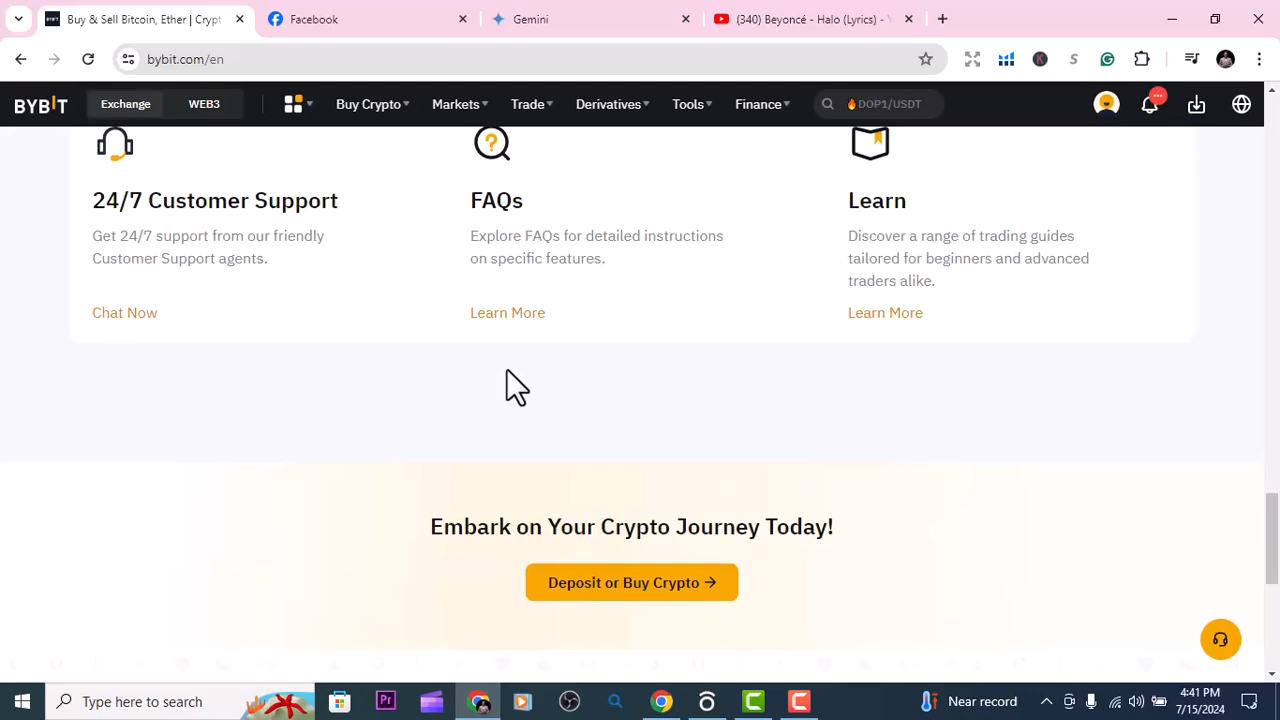 Buy & Sell Bitcoin, Ether | Crypt
Facebook
Gemini
(340) Beyoncé - Halo (Lyrics) -
bybit.com/en
BYBIT
Exchange
WEB3
Buy Crypto
Markets
Trade
Derivatives
Tools
Finance
DOP1/USDT
24/7 Customer Support
Get 24/7 support from our friendly
Customer Support agents.
Chat Now
FAQs
Explore FAQs for detailed instructions
on specific features.
Learn More
Learn
Discover a range of trading guides
tailored for beginners and advanced
traders alike.
Learn More
Embark on Your Crypto Journey Today!
Deposit or Buy Crypto →
Type here to search
Pr
Near record
4:41 PM
7/15/2024